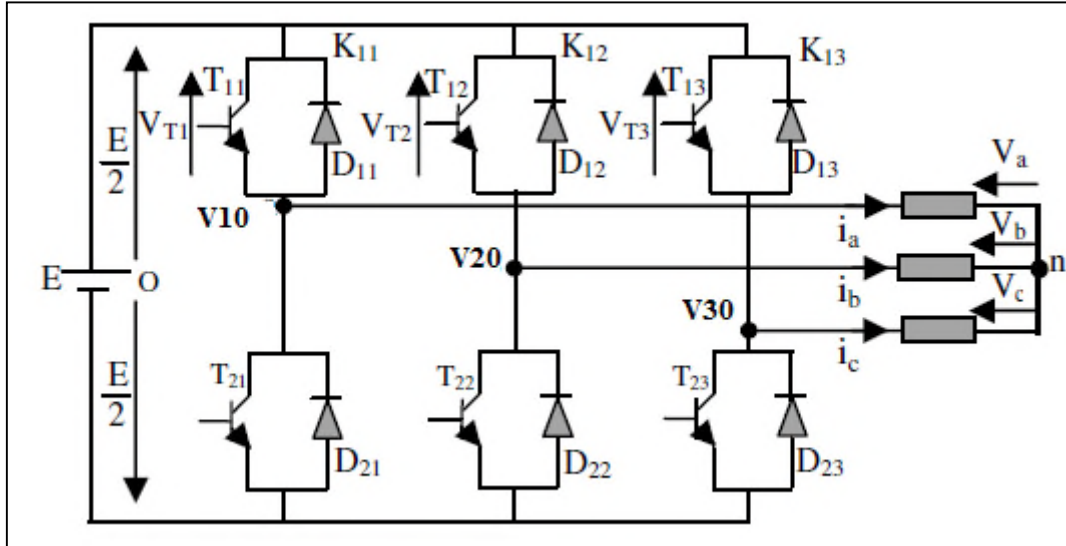 K11
K12
K13
T11
T12
T13
VT1
VT2
VT3
E/2
D11
D12
D13
Va
V10
ia
Vb
V20
n
E
O
ib
Vc
V30
ic
E/2
T21
T22
T23
D21
D22
D23